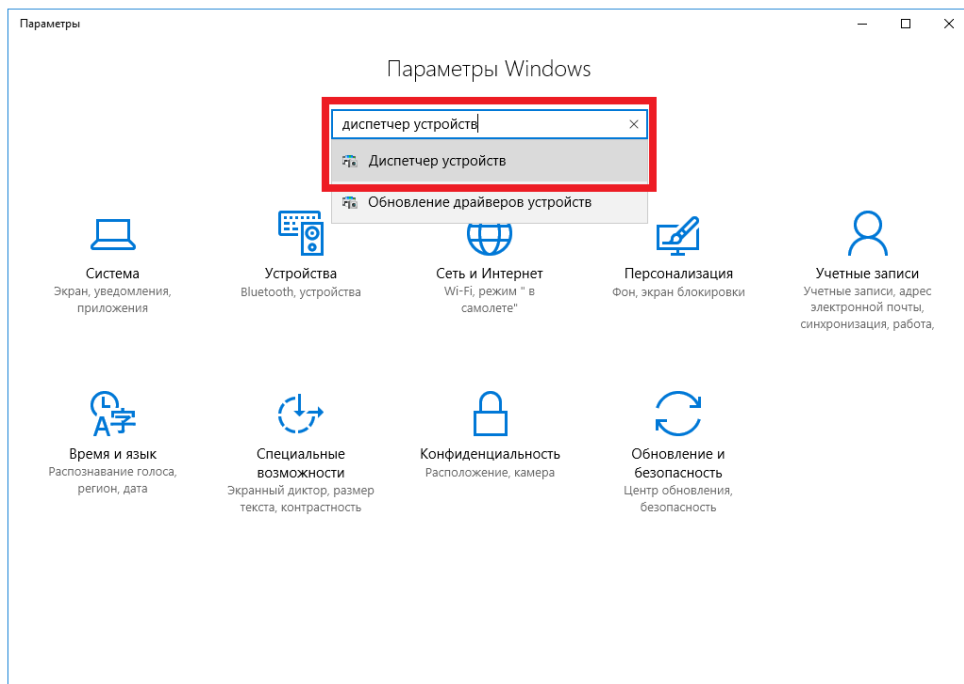 Параметры
Параметры Windows
диспетчер устройств
Диспетчер устройств
Обновление драйверов устройств
Система
Экран, уведомления,
приложения
Устройства
Bluetooth, устройства
Сеть и Интернет
Wi-Fi, режим " в
самолете"
Персонализация
Фон, экран блокировки
Учетные записи
Учетные записи, адрес
электронной почты,
синхронизация, работа,
Время и язык
Распознавание голоса,
регион, дата
Специальные
возможности
Экранный диктор, размер
текста, контрастность
Конфиденциальность
Расположение, камера
Обновление и
безопасность
Центр обновления,
безопасность